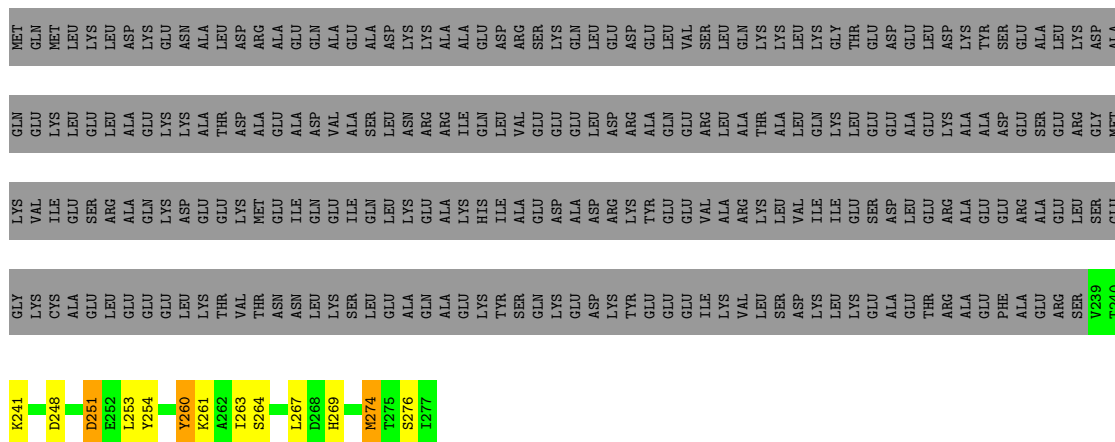 MET GLN MET LEU LYS LEU ASP LYS GLU ASN ALA LEU ASP ARG ALA GLU GLN ALA GLU ALA ASP LYS LYS ALA ALA GLU ASP ARG SER LYS GLN LEU GLU ASP GLU LEU VAL SER LEU GLN LYS LYS LEU LYS GLY THR GLU ASP GLU LEU ASP LYS TYR SER GLU ALA LEU LYS ASP ALA
GLN GLU LYS LEU GLU LEU ALA GLU LYS LYS ALA THR ASP ALA GLU ALA ASP VAL ALA SER LEU ASN ARG ARG ILE GLN LEU VAL GLU GLU GLU LEU ASP ARG ALA GLN GLU ARG LEU ALA THR ALA LEU GLN LYS LEU GLU GLU ALA GLU LYS ALA ALA ASP GLU SER GLU ARG GLY MET
LYS VAL ILE GLU SER ARG ALA GLN LYS ASP GLU GLU LYS MET GLU ILE GLN GLU ILE GLN LEU LYS GLU ALA LYS HIS ILE ALA GLU ASP ALA ASP ARG LYS TYR GLU GLU VAL ALA ARG LYS LEU VAL ILE ILE GLU SER ASP LEU GLU ARG ALA GLU GLU ARG ALA GLU LEU SER GLU
GLY LYS CYS ALA GLU LEU GLU GLU GLU LEU LYS THR VAL THR ASN ASN LEU LYS SER LEU GLU ALA GLN ALA GLU LYS TYR SER GLN LYS GLU ASP LYS TYR GLU GLU GLU ILE LYS VAL LEU SER ASP LYS LEU LYS GLU ALA GLU THR ARG ALA GLU PHE ALA GLU ARG SER V239 T240
K241 D248 D251 E252 L253 Y254 Y260 K261 A262 I263 S264 L267 D268 H269 M274 T275 S276 I277